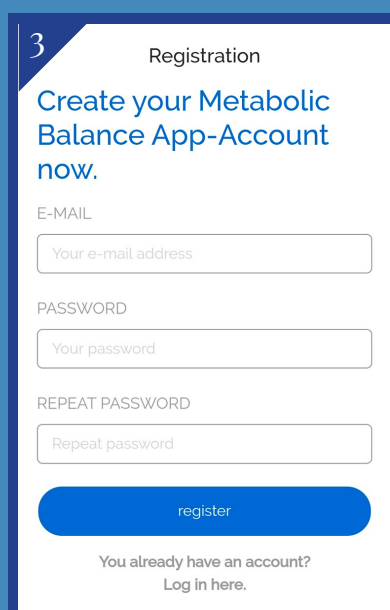 3
Registration
Create your Metabolic
Balance App-Account
now.
E-MAIL
Your e-mail address
PASSWORD
Your password
REPEAT PASSWORD
Repeat password
register
You already have an account?
Log in here.